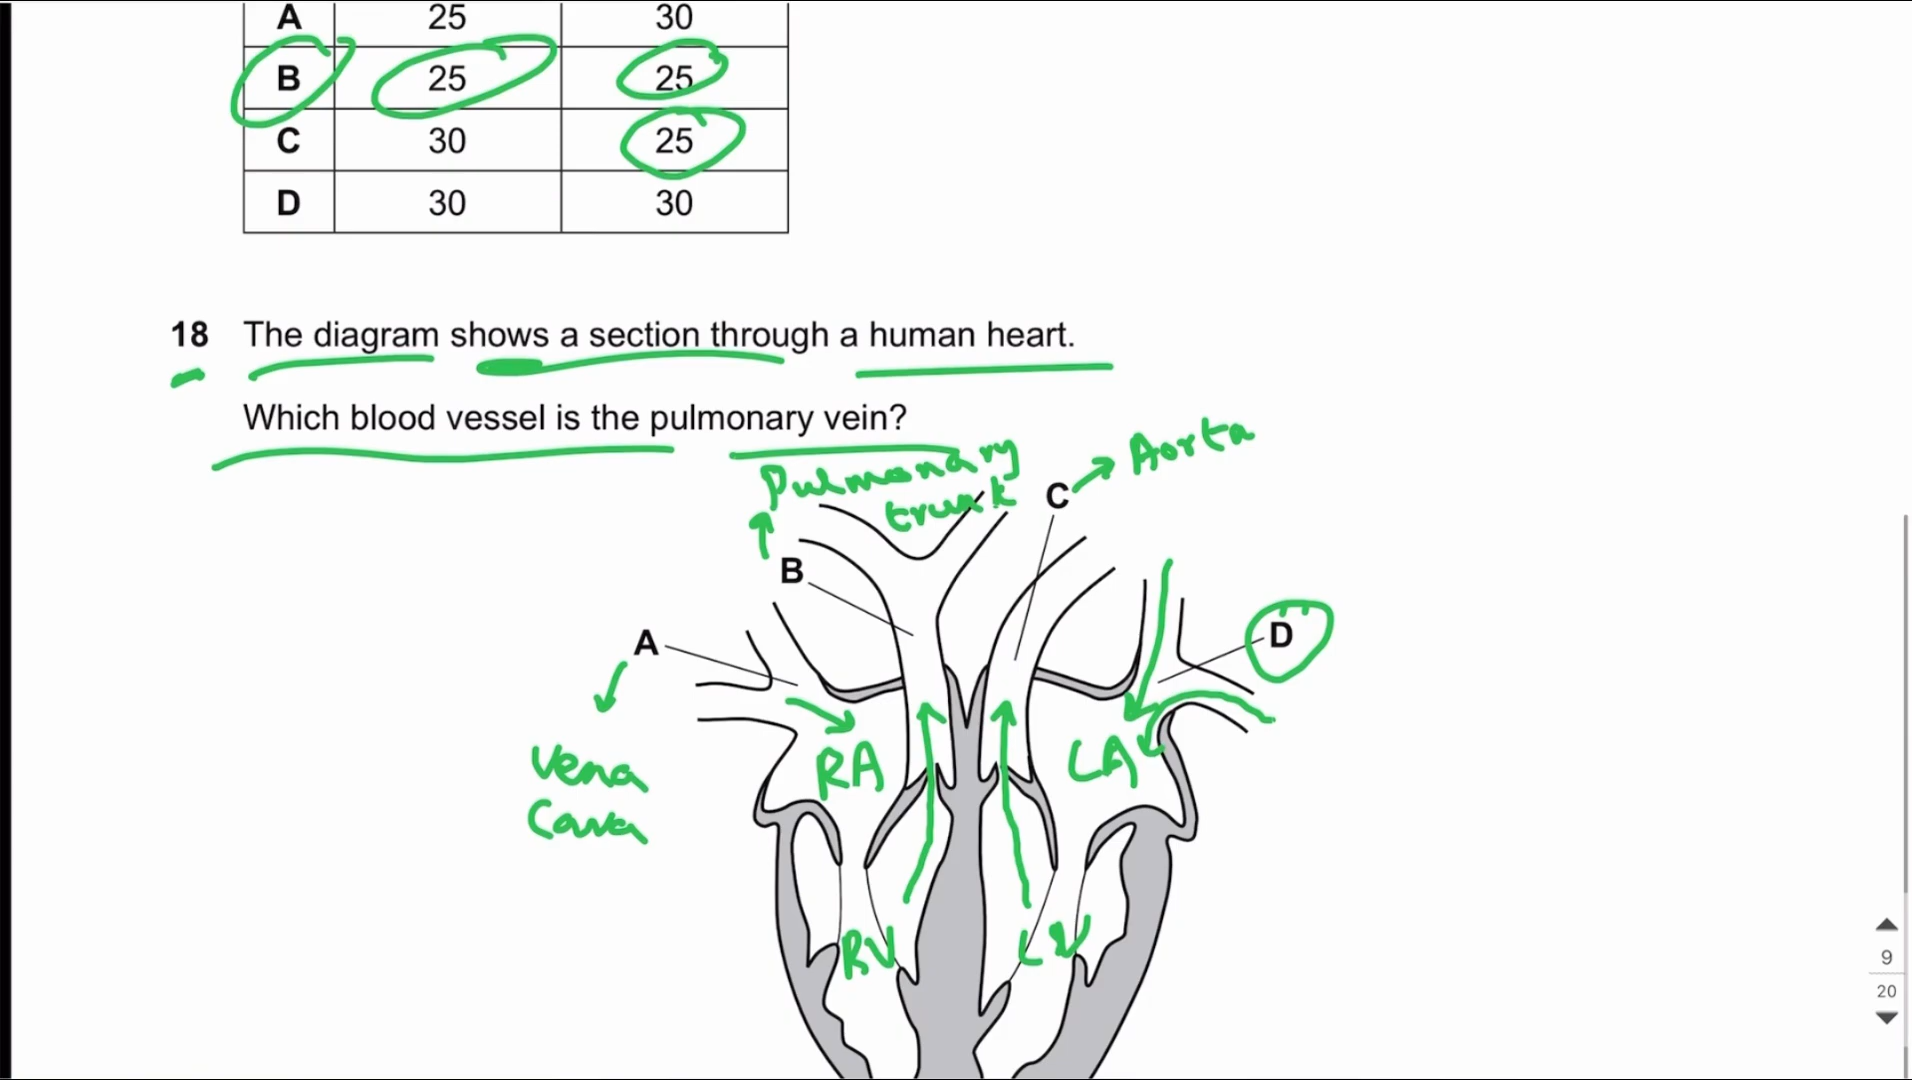 A 25 30
B 25 25
C 30 25
D 30 30
18 The diagram shows a section through a human heart.
Which blood vessel is the pulmonary vein?
Pulmonary
trunk
C Aorta
B
D
A
Vena
Cava
RA
LA
RV
LV
9
20